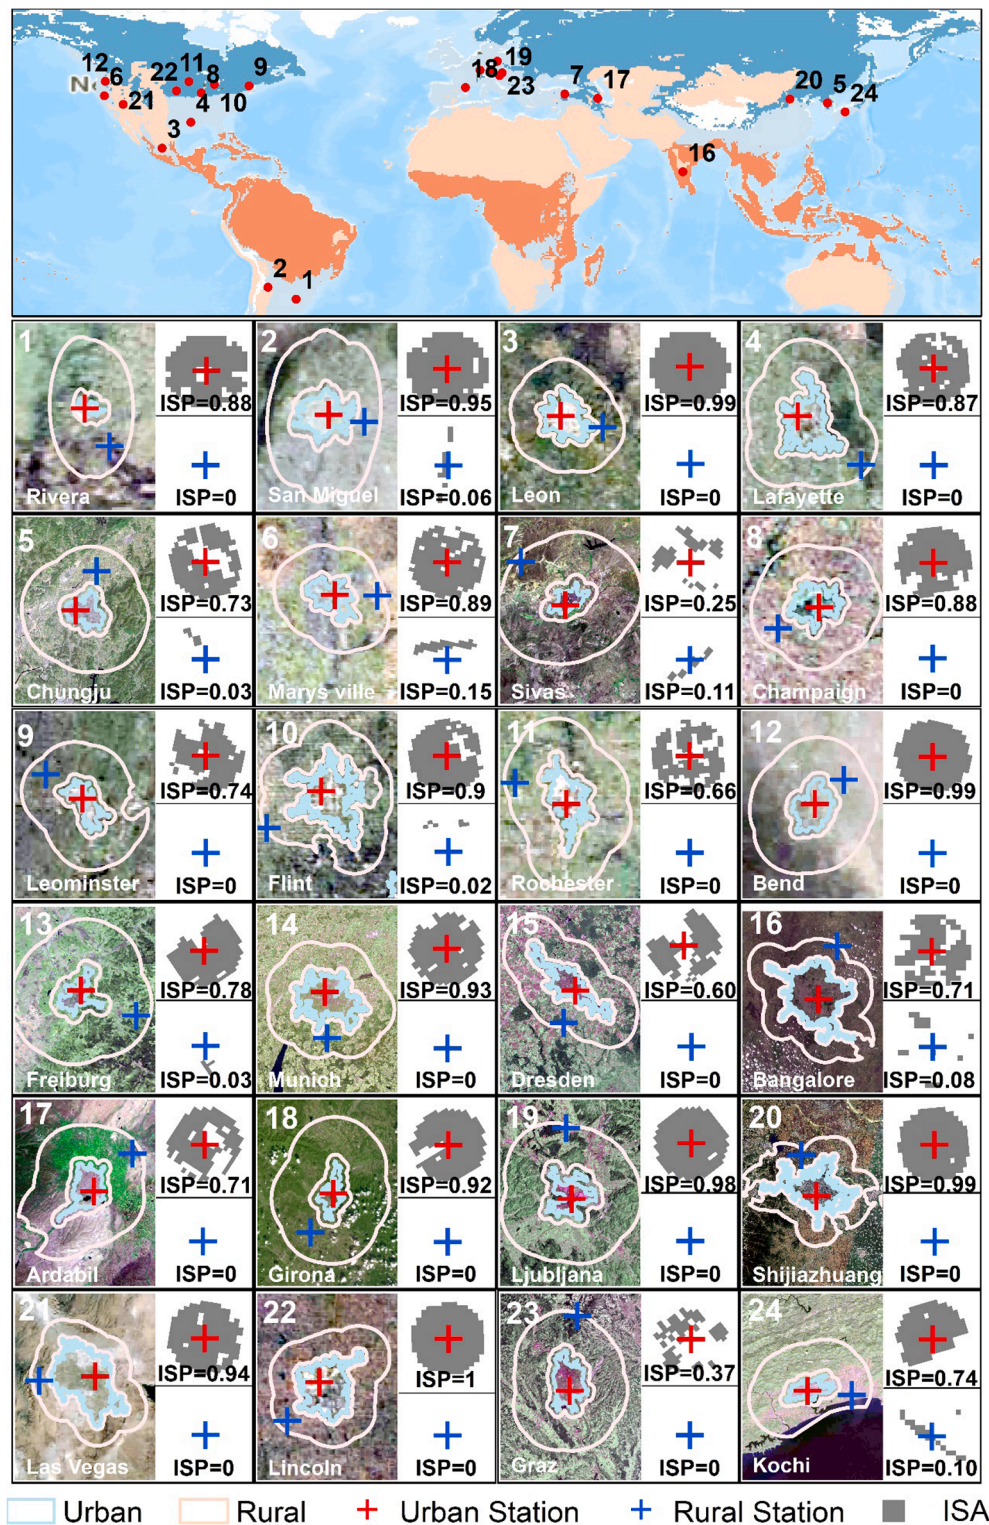 12 11 19
22 8 9
N 6 18 7 20 5
21 4 10 23 17 24
3
16
2 1
1
ISP=0.88
Rivera ISP=0
2
ISP=0.95
San Miguel ISP=0.06
3
ISP=0.99
Leon ISP=0
4
ISP=0.87
Lafayette ISP=0
5
ISP=0.73
Chungju ISP=0.03
6
ISP=0.89
Marys ville ISP=0.15
7
ISP=0.25
Sivas ISP=0.11
8
ISP=0.88
Champaign ISP=0
9
ISP=0.74
Leominster ISP=0
10
ISP=0.9
Flint ISP=0.02
11
ISP=0.66
Rochester ISP=0
12
ISP=0.99
Bend ISP=0
13
ISP=0.78
Freiburg ISP=0.03
14
ISP=0.93
Munich ISP=0
15
ISP=0.60
Dresden ISP=0
16
ISP=0.71
Bangalore ISP=0.08
17
ISP=0.71
Ardabil ISP=0
18
ISP=0.92
Girona ISP=0
19
ISP=0.98
Ljubljana ISP=0
20
ISP=0.99
Shijiazhuang ISP=0
21
ISP=0.94
Las Vegas ISP=0
22
ISP=1
Lincoln ISP=0
23
ISP=0.37
Graz ISP=0
24
ISP=0.74
Kochi ISP=0.10
Urban Rural Urban Station Rural Station ISA